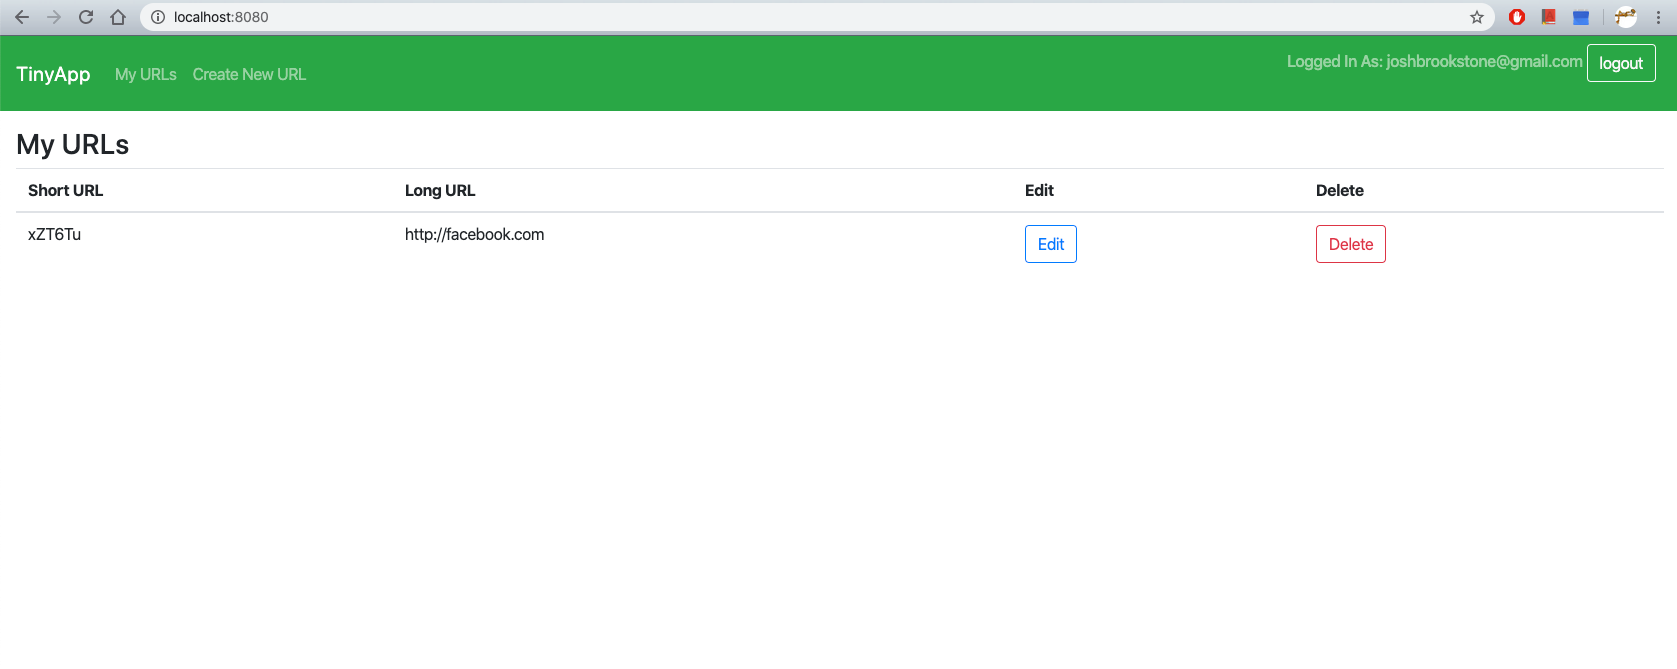 localhost:8080
TinyApp My URLs Create New URL Logged In As: joshbrookstone@gmail.com logout
My URLs
Short URL Long URL Edit Delete
xZT6Tu http://facebook.com Edit Delete